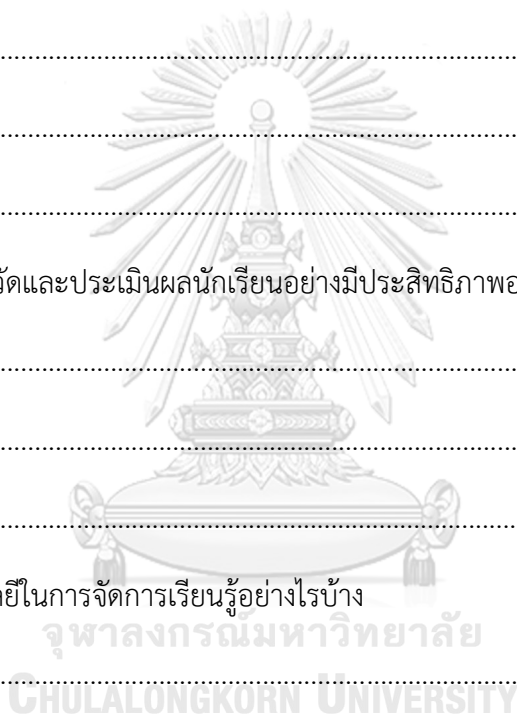 ................................................................
................................................................
................................................................
วัดและประเมินผลนักเรียนอย่างมีประสิทธิภาพอ
................................................................
................................................................
................................................................
ยีในการจัดการเรียนรู้อย่างไรบ้าง
จุฬาลงกรณ์มหาวิทยาลัย
................................................................
CHULALONGKORN UNIVERSITY